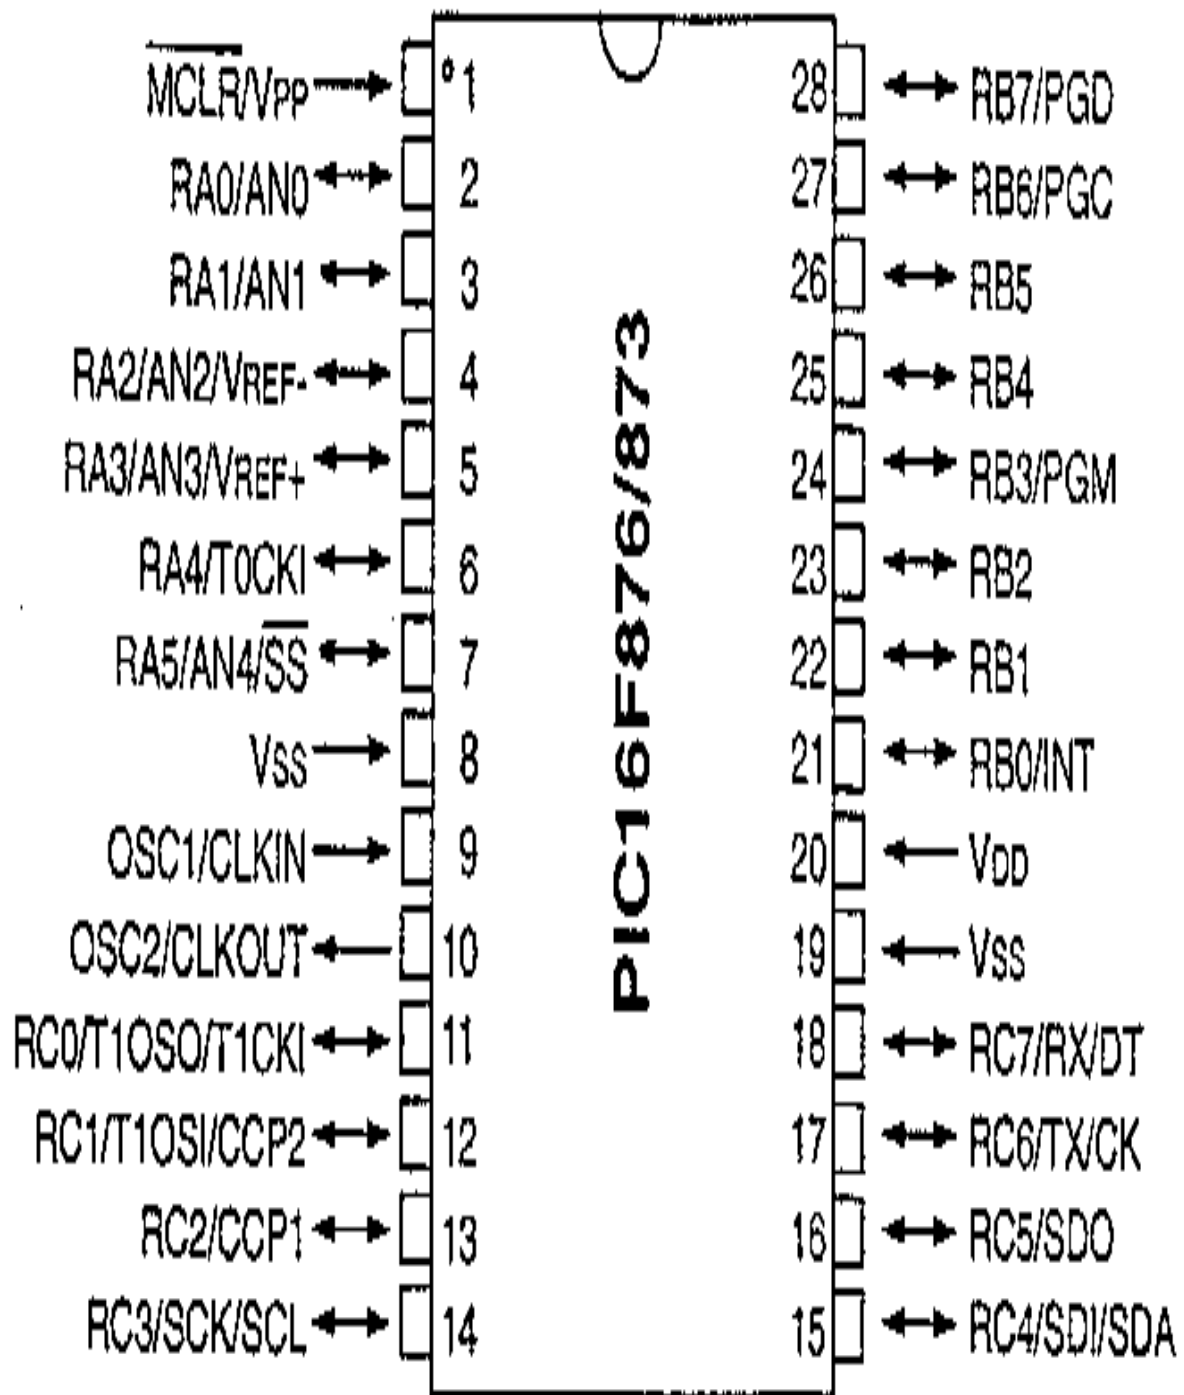 MCLR/VPP
RA0/AN0
RA1/AN1
RA2/AN2/VREF-
RA3/AN3/VREF+
RA4/T0CKI
RA5/AN4/SS
VSS
OSC1/CLKIN
OSC2/CLKOUT
RC0/T1OSO/T1CKI
RC1/T1OSI/CCP2
RC2/CCP1
RC3/SCK/SCL
1
2
3
4
5
6
7
8
9
10
11
12
13
14
PIC16F876/873
28
27
26
25
24
23
22
21
20
19
18
17
16
15
RB7/PGD
RB6/PGC
RB5
RB4
RB3/PGM
RB2
RB1
RB0/INT
VDD
VSS
RC7/RX/DT
RC6/TX/CK
RC5/SDO
RC4/SDI/SDA